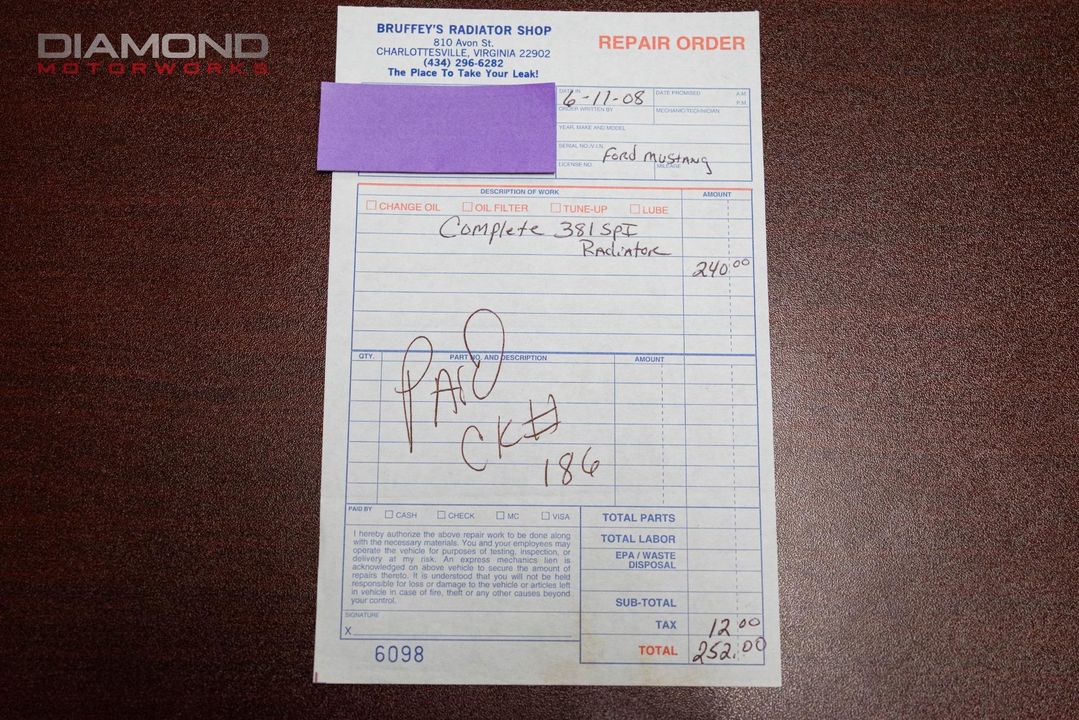 DIAMOND
MOTORWORKS
BRUFFEY'S RADIATOR SHOP
810 Avon St.
CHARLOTTESVILLE, VIRGINIA 22902
(434) 296-6282
The Place To Take Your Leak!
REPAIR ORDER
DATE IN
6-11-08
DATE PROMISED
A.M.
P.M.
ORDER WRITTEN BY
MECHANIC/TECHNICIAN
YEAR, MAKE AND MODEL
SERIAL NO./V.I.N.
Ford Mustang
LICENSE NO.
MILEAGE
DESCRIPTION OF WORK
AMOUNT
CHANGE OIL OIL FILTER TUNE-UP LUBE
Complete 381 SPI
Radiator
240.00
QTY. PART NO. AND DESCRIPTION AMOUNT
PAID
CK#
186
PAID BY
CASH CHECK MC VISA
I hereby authorize the above repair work to be done along
with the necessary materials. You and your employees may
operate the vehicle for purposes of testing, inspection, or
delivery at my risk. An express mechanics lien is
acknowledged on above vehicle to secure the amount of
repairs thereto. It is understood that you will not be held
responsible for loss or damage to the vehicle or articles left
in vehicle in case of fire, theft or any other causes beyond
your control.
SIGNATURE
X
6098
TOTAL PARTS
TOTAL LABOR
EPA / WASTE
DISPOSAL
SUB-TOTAL
TAX 12.00
TOTAL 252.00